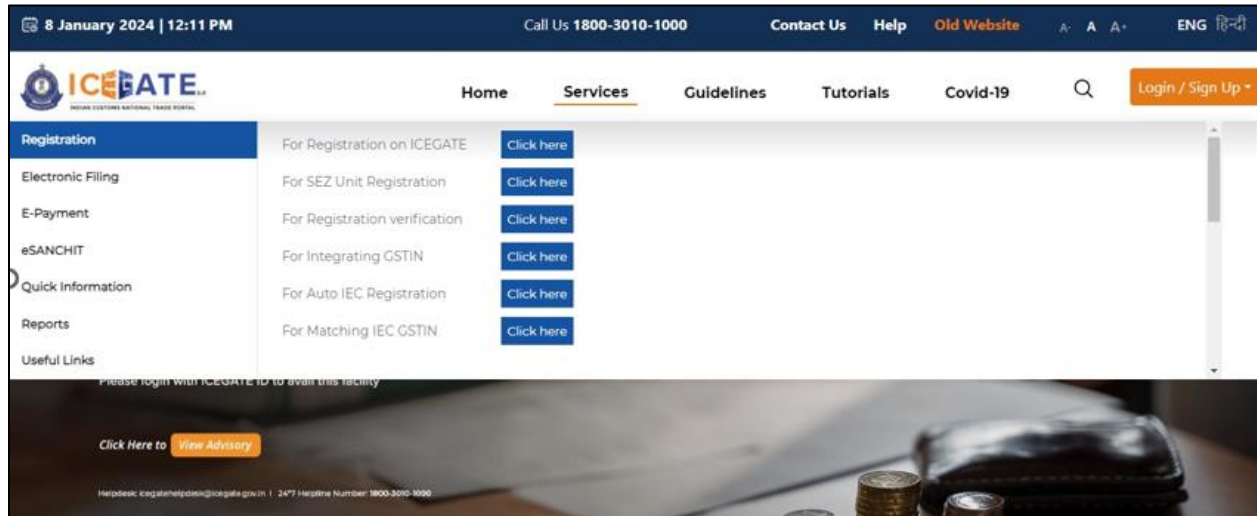 8 January 2024 | 12:11 PM Call Us 1800-3010-1000 Contact Us Help Old Website A- A A+ ENG हिन्दी
ICEGATE
INDIAN CUSTOMS NATIONAL TRADE PORTAL
Home Services Guidelines Tutorials Covid-19 Login / Sign Up
Registration For Registration on ICEGATE Click here
Electronic Filing For SEZ Unit Registration Click here
E-Payment For Registration verification Click here
eSANCHIT For Integrating GSTIN Click here
Quick Information For Auto IEC Registration Click here
Reports For Matching IEC GSTIN Click here
Useful Links
Please login with ICEGATE ID to avail this facility
Click Here to View Advisory
Helpdesk: icegatehelpdesk@icegate.gov.in | 24*7 Helpline Number: 1800-3010-1000